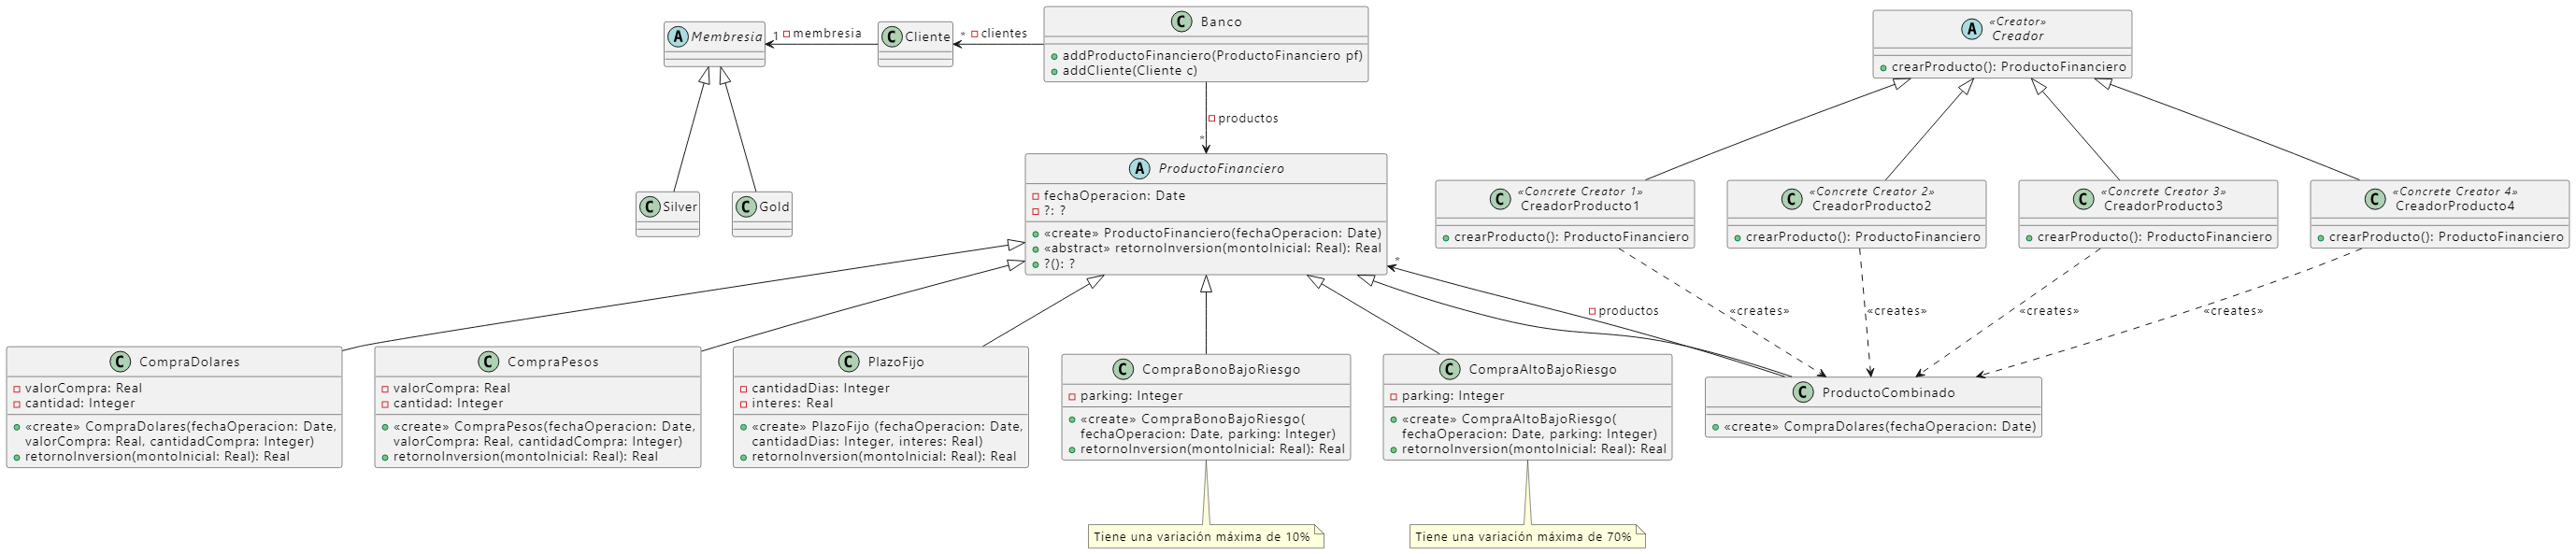 A Membresia
1
membresia
C Cliente
*
clientes
C Banco
addProductoFinanciero(ProductoFinanciero pf)
addCliente(Cliente c)
A «Creator»
Creador
crearProducto(): ProductoFinanciero
productos
*
C Silver
C Gold
A ProductoFinanciero
fechaOperacion: Date
?: ?
«create» ProductoFinanciero(fechaOperacion: Date)
«abstract» retornoInversion(montoInicial: Real): Real
?(): ?
C «Concrete Creator 1»
CreadorProducto1
crearProducto(): ProductoFinanciero
C «Concrete Creator 2»
CreadorProducto2
crearProducto(): ProductoFinanciero
C «Concrete Creator 3»
CreadorProducto3
crearProducto(): ProductoFinanciero
C «Concrete Creator 4»
CreadorProducto4
crearProducto(): ProductoFinanciero
*
productos
«creates»
«creates»
«creates»
«creates»
C CompraDolares
valorCompra: Real
cantidad: Integer
«create» CompraDolares(fechaOperacion: Date,
valorCompra: Real, cantidadCompra: Integer)
retornoInversion(montoInicial: Real): Real
C CompraPesos
valorCompra: Real
cantidad: Integer
«create» CompraPesos(fechaOperacion: Date,
valorCompra: Real, cantidadCompra: Integer)
retornoInversion(montoInicial: Real): Real
C PlazoFijo
cantidadDias: Integer
interes: Real
«create» PlazoFijo (fechaOperacion: Date,
cantidadDias: Integer, interes: Real)
retornoInversion(montoInicial: Real): Real
C CompraBonoBajoRiesgo
parking: Integer
«create» CompraBonoBajoRiesgo(
fechaOperacion: Date, parking: Integer)
retornoInversion(montoInicial: Real): Real
C CompraAltoBajoRiesgo
parking: Integer
«create» CompraAltoBajoRiesgo(
fechaOperacion: Date, parking: Integer)
retornoInversion(montoInicial: Real): Real
C ProductoCombinado
«create» CompraDolares(fechaOperacion: Date)
Tiene una variación máxima de 10%
Tiene una variación máxima de 70%